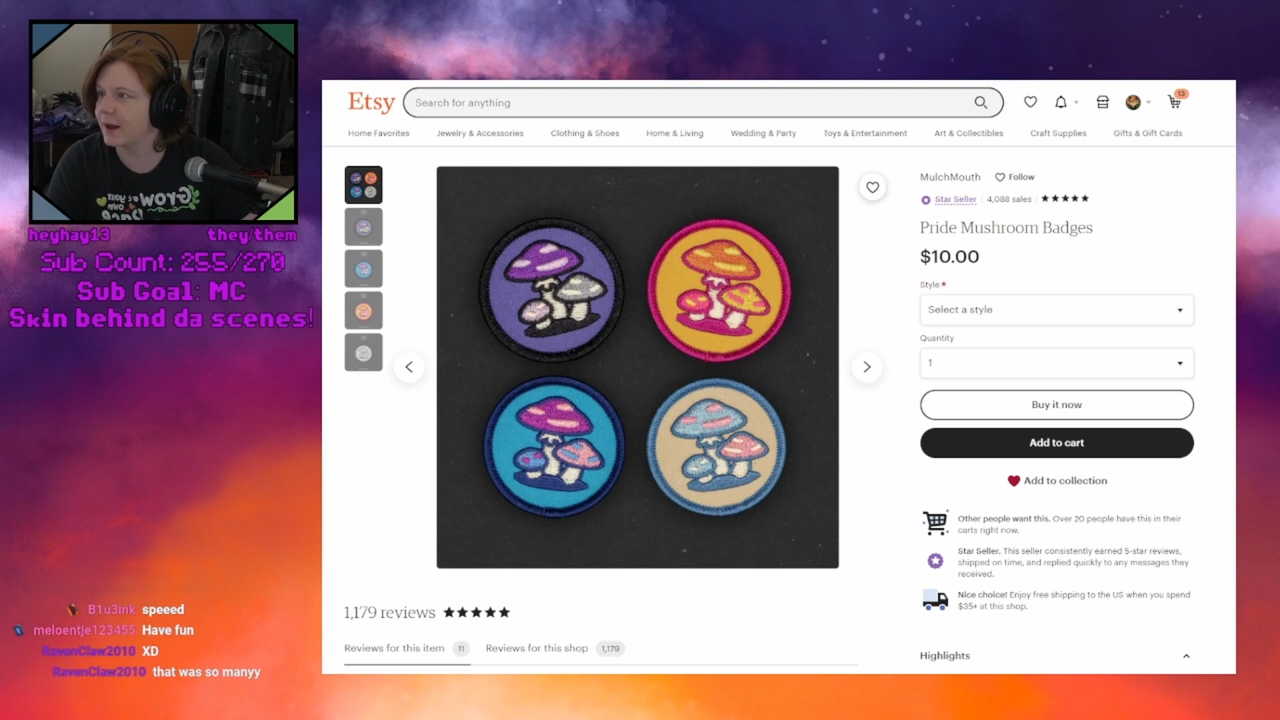 heyhay13
they/them
Sub Count: 255/270
Sub Goal: MC
Skin behind da scenes!
B1u3ink speeed
meloentje123455 Have fun
RavenClaw2010 XD
RavenClaw2010 that was so manyy
Etsy
Search for anything
13
Home Favorites
Jewelry & Accessories
Clothing & Shoes
Home & Living
Wedding & Party
Toys & Entertainment
Art & Collectibles
Craft Supplies
Gifts & Gift Cards
MulchMouth
Follow
Star Seller
4,088 sales
Pride Mushroom Badges
$10.00
Style *
Select a style
Quantity
1
Buy it now
Add to cart
Add to collection
Other people want this. Over 20 people have this in their
carts right now.
Star Seller. This seller consistently earned 5-star reviews,
shipped on time, and replied quickly to any messages they
received.
Nice choice! Enjoy free shipping to the US when you spend
$35+ at this shop.
Highlights
1,179 reviews
Reviews for this item 11
Reviews for this shop 1,179